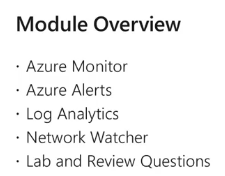 Module Overview
· Azure Monitor
· Azure Alerts
· Log Analytics
· Network Watcher
· Lab and Review Questions